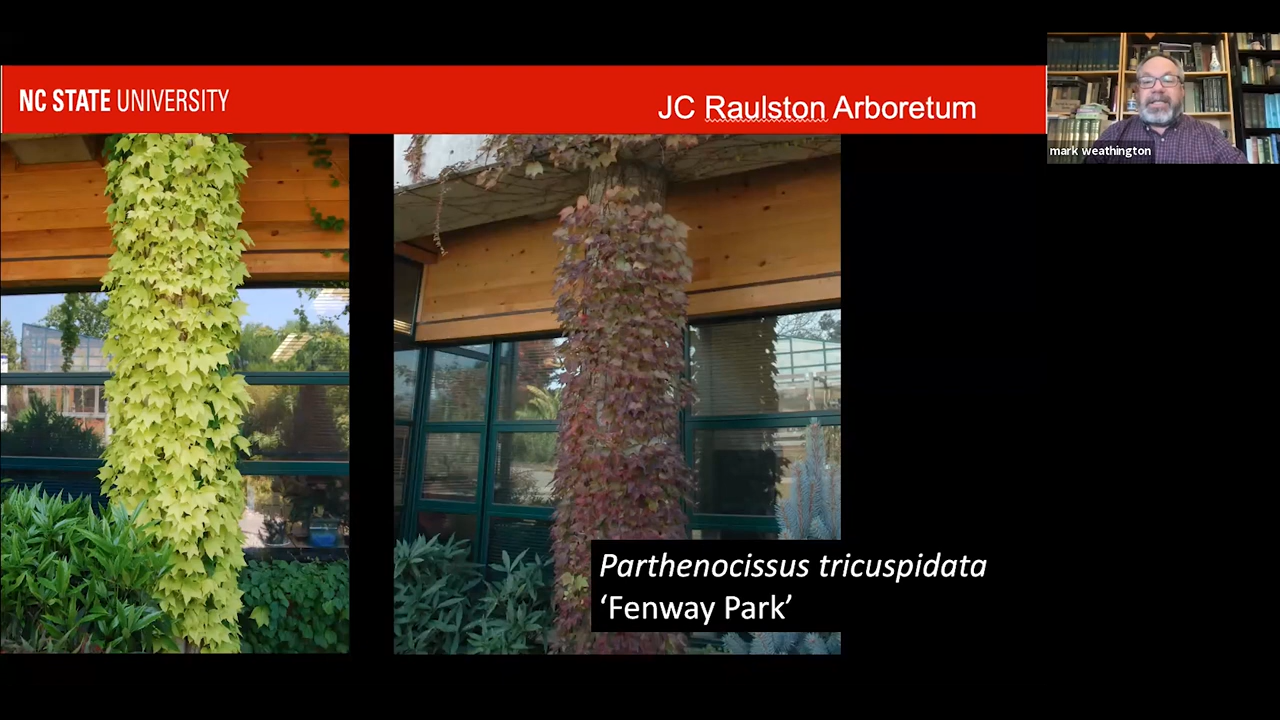 NC STATE UNIVERSITY
JC Raulston Arboretum
mark weathington
Parthenocissus tricuspidata
‘Fenway Park’